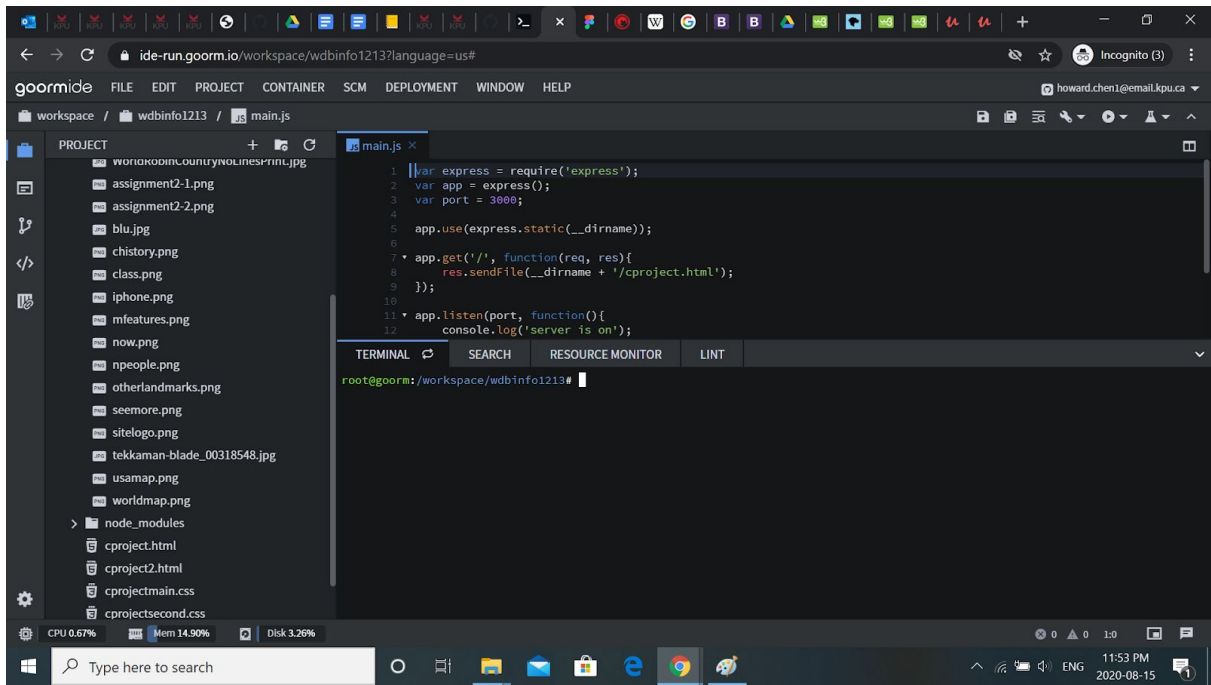 Incognito (3)
ide-run.goorm.io/workspace/wdbinfo1213?language=us#
goormide FILE EDIT PROJECT CONTAINER SCM DEPLOYMENT WINDOW HELP
howard.chen1@email.kpu.ca
workspace / wdbinfo1213 / JS main.js
PROJECT
WorldRobinCountryNoLinesPrint.jpg
assignment2-1.png
assignment2-2.png
blu.jpg
chistory.png
class.png
iphone.png
mfeatures.png
now.png
npeople.png
otherlandmarks.png
seemore.png
sitelogo.png
tekkaman-blade_00318548.jpg
usamap.png
worldmap.png
node_modules
cproject.html
cproject2.html
cprojectmain.css
cprojectsecond.css
JS main.js
1 var express = require('express');
2 var app = express();
3 var port = 3000;
4
5 app.use(express.static(__dirname));
6
7 app.get('/', function(req, res){
8 res.sendFile(__dirname + '/cproject.html');
9 });
10
11 app.listen(port, function(){
12 console.log('server is on');
TERMINAL SEARCH RESOURCE MONITOR LINT
root@goorm:/workspace/wdbinfo1213#
CPU 0.67% Mem 14.90% Disk 3.26%
0 0 1:0
Type here to search
ENG
11:53 PM
2020-08-15
1